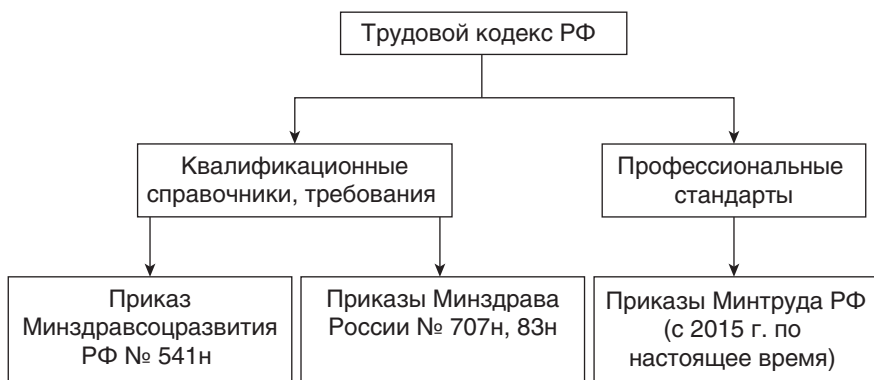 Трудовой кодекс РФ
Квалификационные
справочники, требования
Профессиональные
стандарты
Приказ
Минздравсоцразвития
РФ № 541н
Приказы Минздрава
России № 707н, 83н
Приказы Минтруда РФ
(с 2015 г. по
настоящее время)